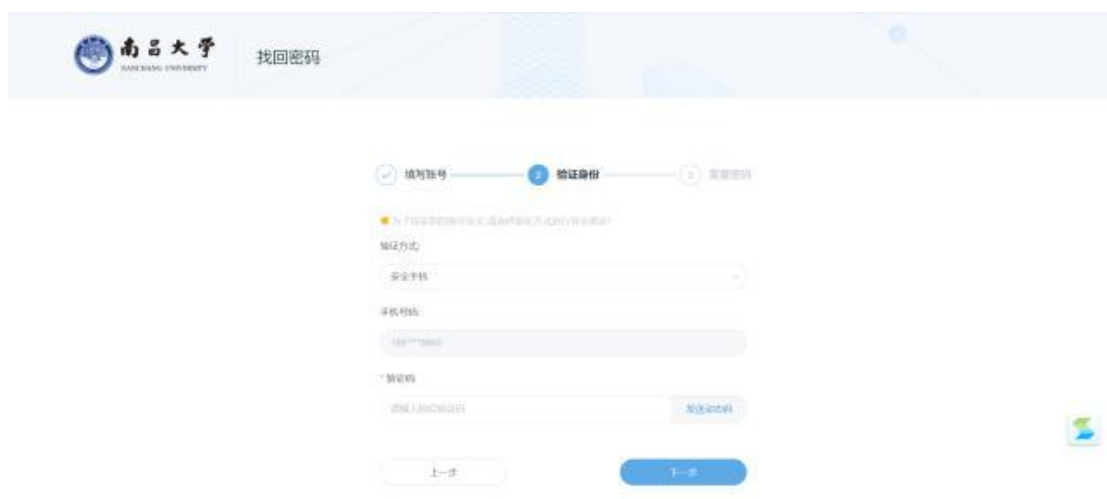 南昌大学
NANCHANG UNIVERSITY
找回密码
填写账号
2 验证身份
3 重置密码
验证方式:
安全手机
手机号码:
* 验证码:
发送动态码
上一步
下一步